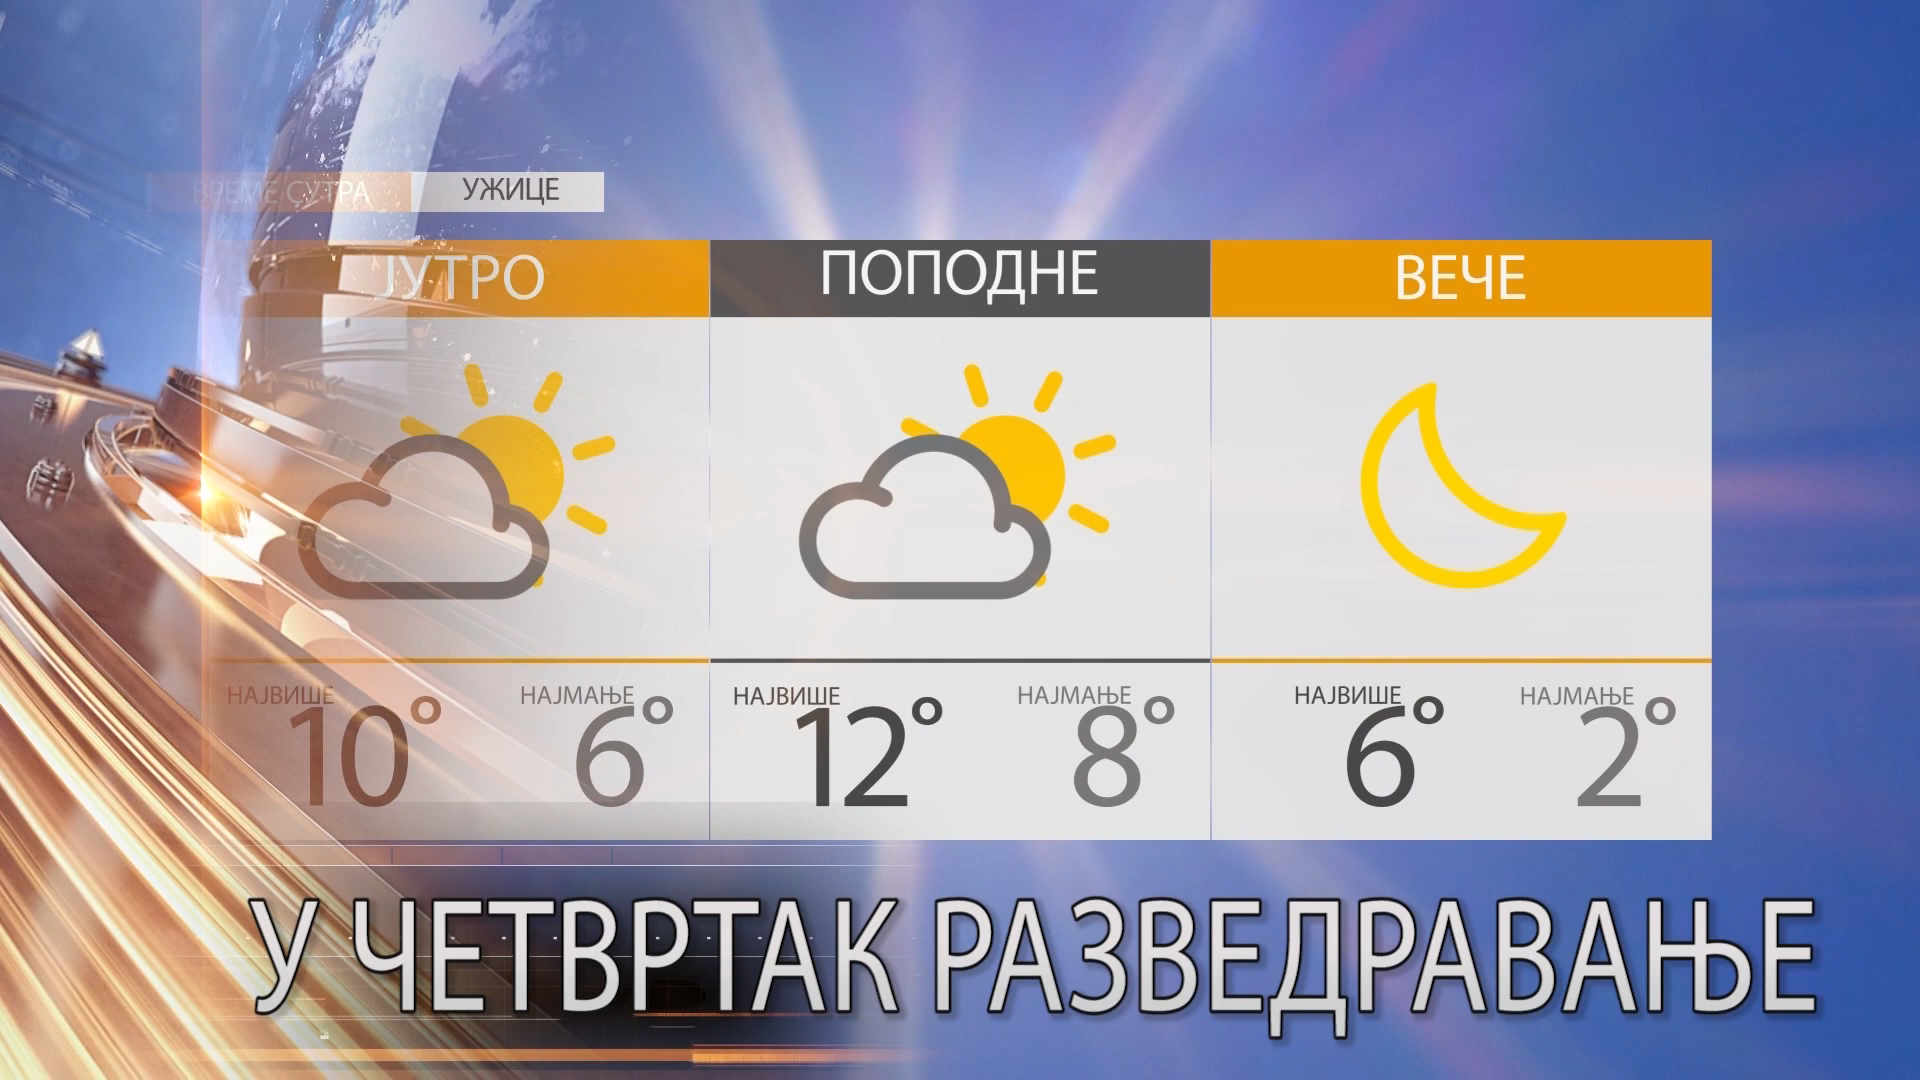 ВРЕМЕ СУТРА УЖИЦЕ
ЈУТРО ПОПОДНЕ ВЕЧЕ
НАЈВИШЕ НАЈМАЊЕ НАЈВИШЕ НАЈМАЊЕ НАЈВИШЕ НАЈМАЊЕ
10° 6° 12° 8° 6° 2°
У ЧЕТВРТАК РАЗВЕДРАВАЊЕ